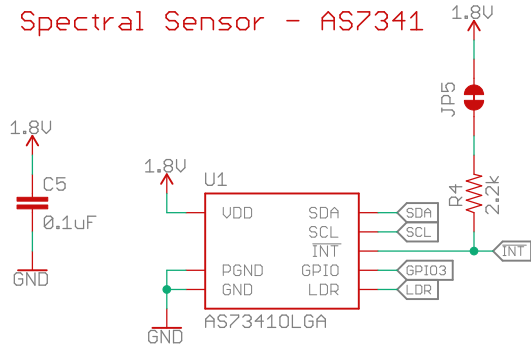 Spectral Sensor - AS7341
1.8V
JP5
R4
2.2k
1.8V
C5
0.1uF
GND
1.8V
U1
VDD
SDA
SDA
SCL
SCL
INT
INT
PGND
GPIO
GPIO3
GND
LDR
LDR
AS7341OLGA
GND